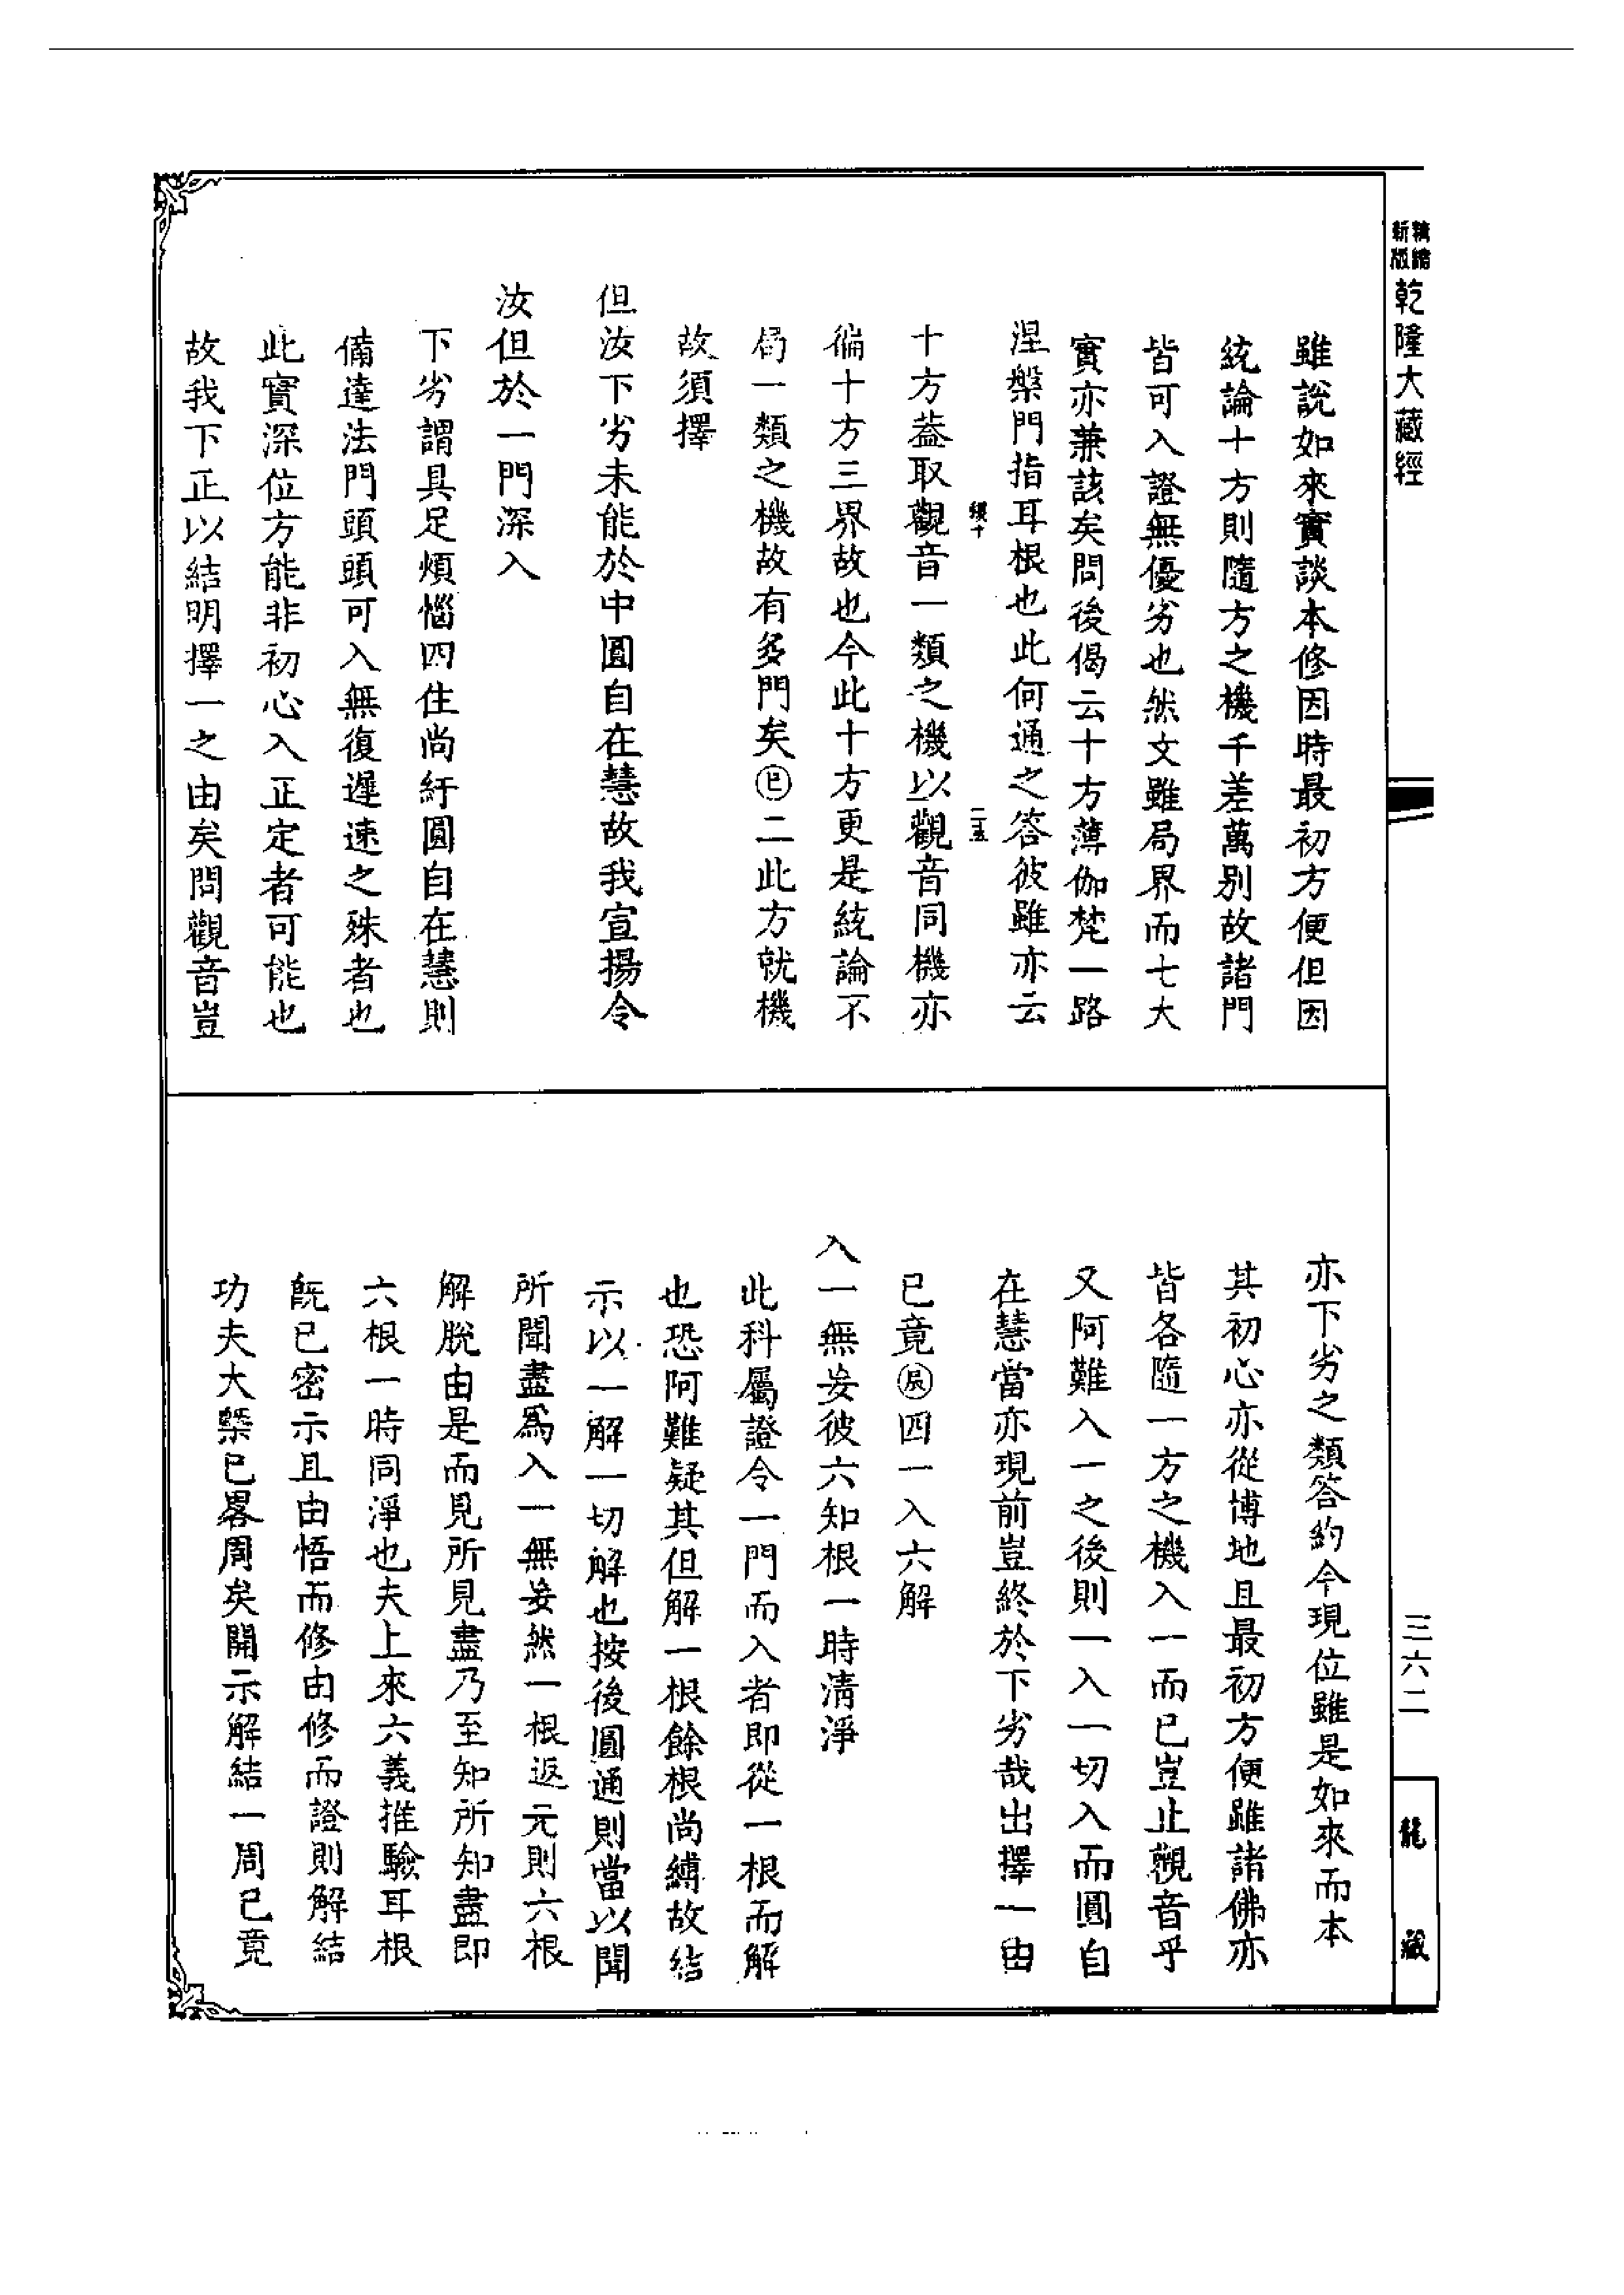 精縮
新版
乾隆大藏經
雖說如來實談本修因時最初方便但因
統論十方則隨方之機千差萬別故諸門
皆可入證無優劣也然文雖局界而七大
實亦兼該矣問後偈云十方薄伽梵一路
涅槃門指耳根也此何通之答彼雖亦云
十方葢取觀音一類之機以觀音同機亦
徧十方三界故也今此十方更是統論不
局一類之機故有多門矣㊁二此方就機
故須擇
但汝下劣未能於中圓自在慧故我宣揚令
汝但於一門深入
下劣謂具足煩惱四住尚紆圓自在慧則
備達法門頭頭可入無復遲速之殊者也
此實深位方能非初心入正定者可能也
故我下正以結明擇一之由矣問觀音豈
二五
亦下劣之類答約今現位雖是如來而本
其初心亦從博地且最初方便雖諸佛亦
皆各隨一方之機入一而已豈止觀音乎
又阿難入一之後則一入一切入而圓自
在慧當亦現前豈終於下劣哉出擇一由
已竟辰四一入六解
入一無妄彼六知根一時清淨
此科屬證令一門而入者即從一根而解
也恐阿難疑其但解一根餘根尚縛故結
示以一解一切解也按後圓通則當以聞
所聞盡爲入一無妄然一根返元則六根
解脫由是而見所見盡乃至知所知盡即
六根一時同淨也夫上來六義推驗耳根
既已密示且由悟而修由修而證則解結
功夫大槩已畧周矣開示解結一周已竟
三六二
龍藏